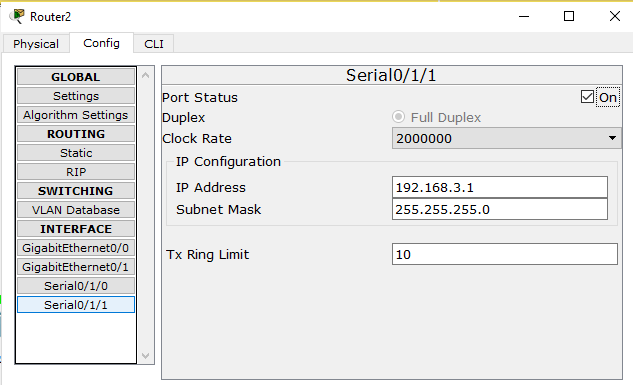 Router2
Physical Config CLI
GLOBAL
Settings
Algorithm Settings
ROUTING
Static
RIP
SWITCHING
VLAN Database
INTERFACE
GigabitEthernet0/0
GigabitEthernet0/1
Serial0/1/0
Serial0/1/1
Serial0/1/1
Port Status On
Duplex Full Duplex
Clock Rate 2000000
IP Configuration
IP Address 192.168.3.1
Subnet Mask 255.255.255.0
Tx Ring Limit 10